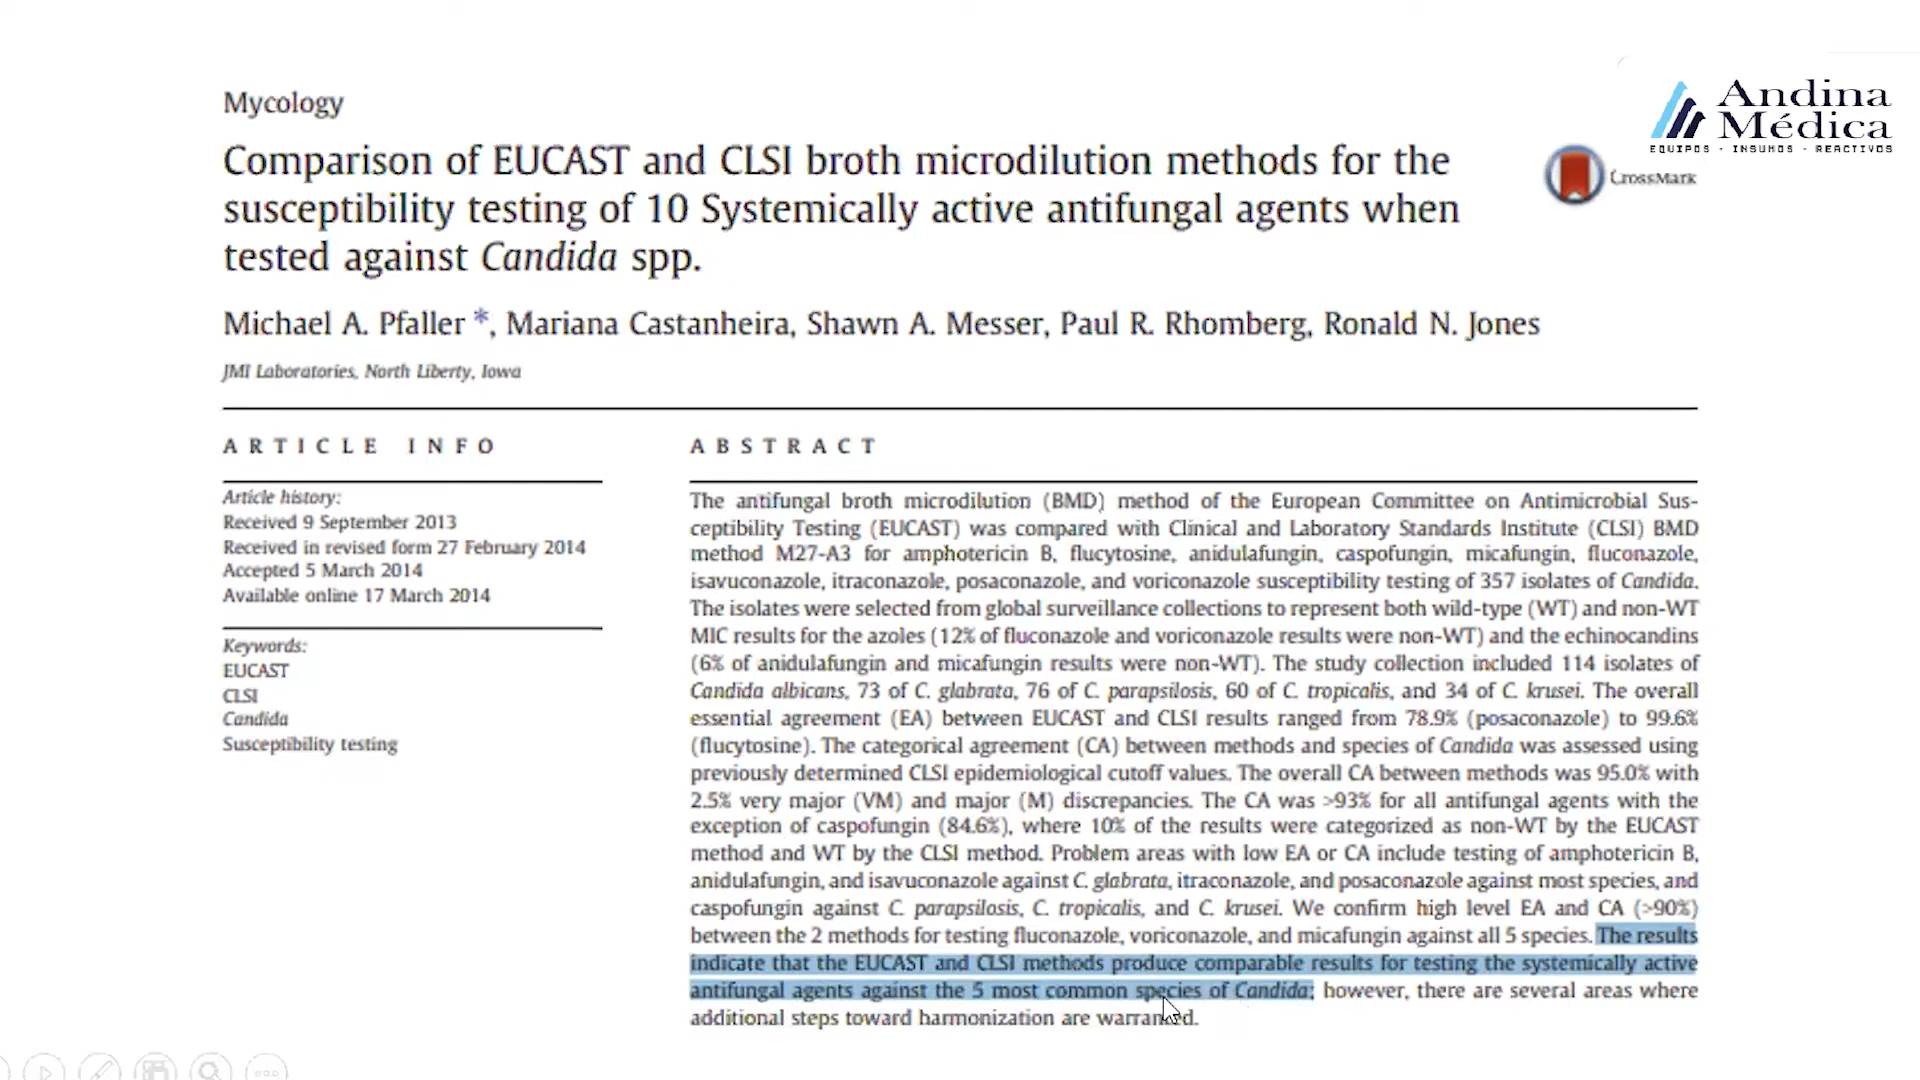 Andina
Médica
EQUIPOS - INSUMOS - REACTIVOS
CrossMark
Mycology
Comparison of EUCAST and CLSI broth microdilution methods for the
susceptibility testing of 10 Systemically active antifungal agents when
tested against Candida spp.
Michael A. Pfaller *, Mariana Castanheira, Shawn A. Messer, Paul R. Rhomberg, Ronald N. Jones
JMI Laboratories, North Liberty, Iowa
ARTICLE INFO
Article history:
Received 9 September 2013
Received in revised form 27 February 2014
Accepted 5 March 2014
Available online 17 March 2014
Keywords:
EUCAST
CLSI
Candida
Susceptibility testing
ABSTRACT
The antifungal broth microdilution (BMD) method of the European Committee on Antimicrobial Sus-
ceptibility Testing (EUCAST) was compared with Clinical and Laboratory Standards Institute (CLSI) BMD
method M27-A3 for amphotericin B, flucytosine, anidulafungin, caspofungin, micafungin, fluconazole,
isavuconazole, itraconazole, posaconazole, and voriconazole susceptibility testing of 357 isolates of Candida.
The isolates were selected from global surveillance collections to represent both wild-type (WT) and non-WT
MIC results for the azoles (12% of fluconazole and voriconazole results were non-WT) and the echinocandins
(6% of anidulafungin and micafungin results were non-WT). The study collection included 114 isolates of
Candida albicans, 73 of C. glabrata, 76 of C. parapsilosis, 60 of C. tropicalis, and 34 of C. krusei. The overall
essential agreement (EA) between EUCAST and CLSI results ranged from 78.9% (posaconazole) to 99.6%
(flucytosine). The categorical agreement (CA) between methods and species of Candida was assessed using
previously determined CLSI epidemiological cutoff values. The overall CA between methods was 95.0% with
2.5% very major (VM) and major (M) discrepancies. The CA was >93% for all antifungal agents with the
exception of caspofungin (84.6%), where 10% of the results were categorized as non-WT by the EUCAST
method and WT by the CLSI method. Problem areas with low EA or CA include testing of amphotericin B,
anidulafungin, and isavuconazole against C. glabrata, itraconazole, and posaconazole against most species, and
caspofungin against C. parapsilosis, C. tropicalis, and C. krusei. We confirm high level EA and CA (>90%)
between the 2 methods for testing fluconazole, voriconazole, and micafungin against all 5 species. The results
indicate that the EUCAST and CLSI methods produce comparable results for testing the systemically active
antifungal agents against the 5 most common species of Candida; however, there are several areas where
additional steps toward harmonization are warranted.